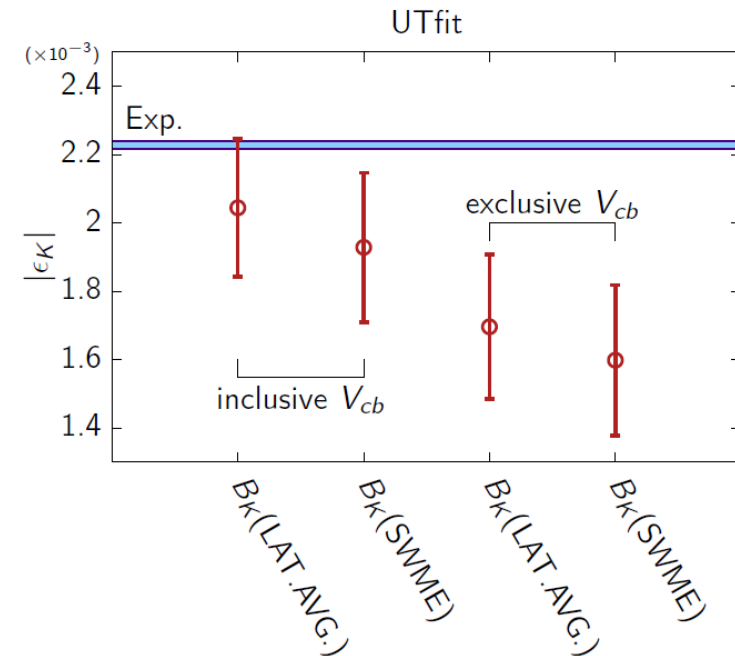 UTfit
(×10⁻³)
2.4
Exp.
2.2
2
exclusive V_cb
|ϵ_K|
1.8
1.6
inclusive V_cb
1.4
B_K(LAT.AVG.)
B_K(SWME)
B_K(LAT.AVG.)
B_K(SWME)